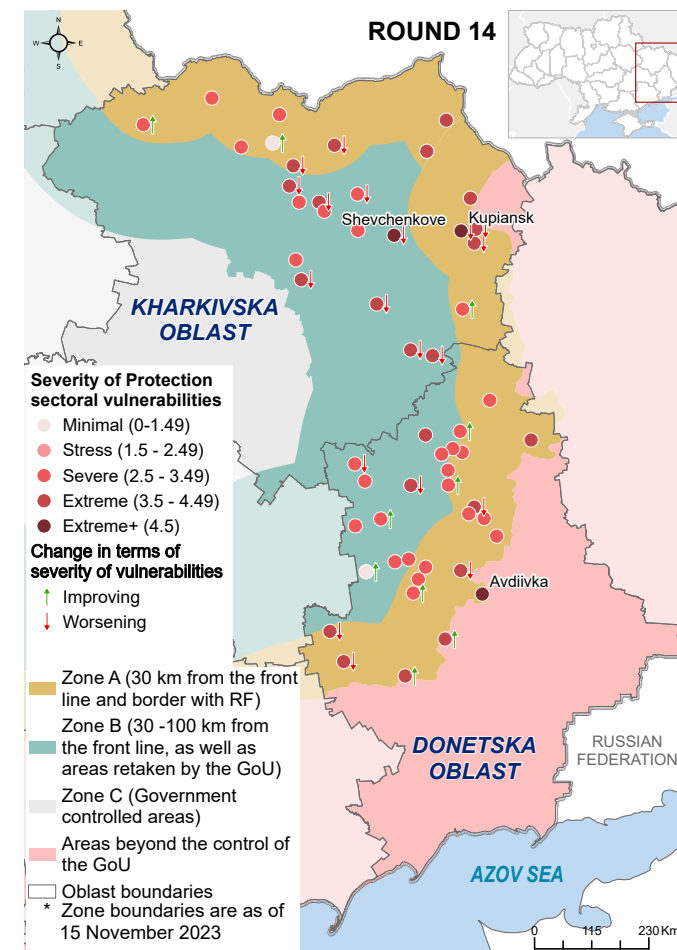 ROUND 14
N
W E
S
Shevchenkove
Kupiansk
KHARKIVSKA
OBLAST
Severity of Protection
sectoral vulnerabilities
Minimal (0-1.49)
Stress (1.5 - 2.49)
Severe (2.5 - 3.49)
Extreme (3.5 - 4.49)
Extreme+ (4.5)
Change in terms of
severity of vulnerabilities
Improving
Worsening
Avdiivka
Zone A (30 km from the front
line and border with RF)
Zone B (30 -100 km from
the front line, as well as
areas retaken by the GoU)
Zone C (Government
controlled areas)
Areas beyond the control of
the GoU
Oblast boundaries
* Zone boundaries are as of
15 November 2023
DONETSKA
OBLAST
RUSSIAN
FEDERATION
AZOV SEA
0 115 230 Km